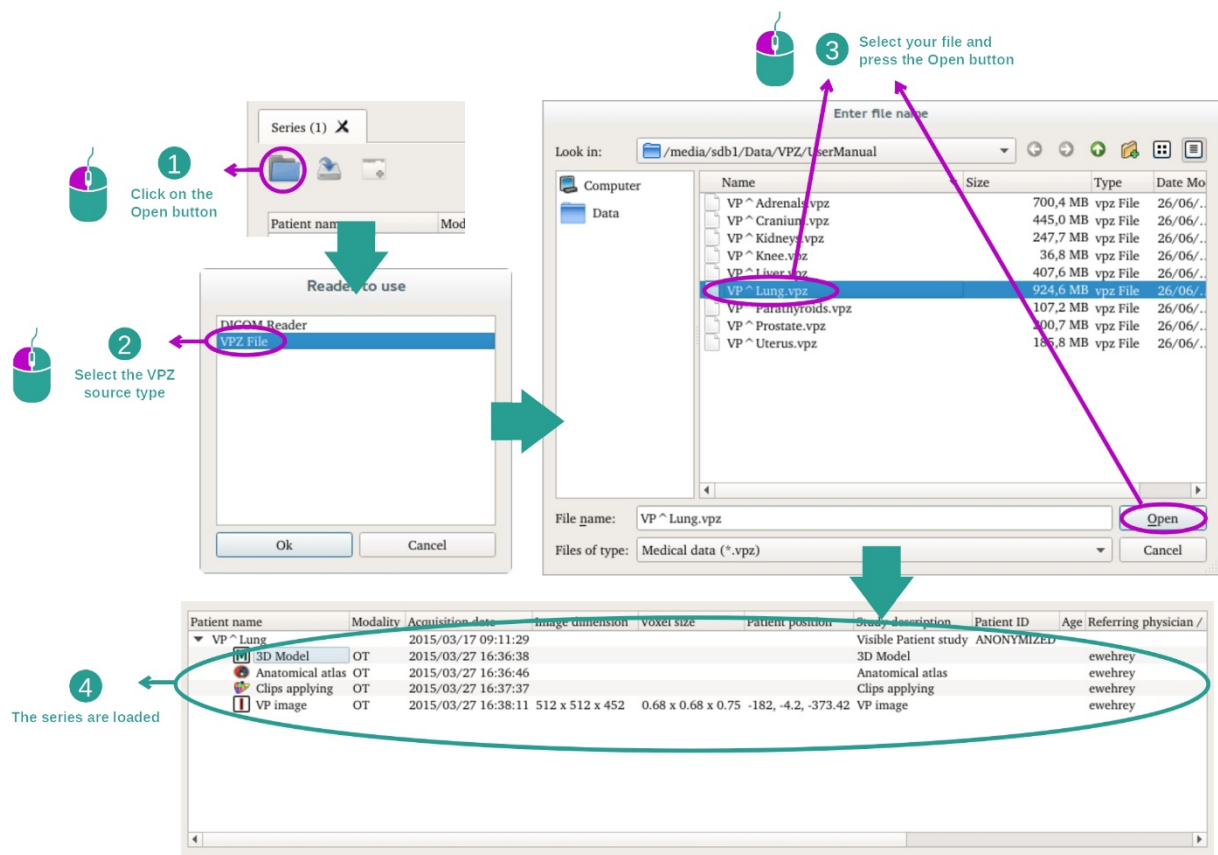 3
Select your file and
press the Open button
Series (1)
1
Click on the
Open button
Patient name
Mod
Enter file name
Look in:
/media/sdb1/Data/VPZ/UserManual
Computer
Data
Name Size Type Date Mo
VP^Adrenals.vpz 700,4 MB vpz File 26/06/..
VP^Cranium.vpz 445,0 MB vpz File 26/06/..
VP^Kidneys.vpz 247,7 MB vpz File 26/06/..
VP^Knee.vpz 36,8 MB vpz File 26/06/..
VP^Liver.vpz 407,6 MB vpz File 26/06/..
VP^Lung.vpz 924,6 MB vpz File 26/06/..
VP^Parathyroids.vpz 107,2 MB vpz File 26/06/..
VP^Prostate.vpz 200,7 MB vpz File 26/06/..
VP^Uterus.vpz 185,8 MB vpz File 26/06/..
File name: VP^Lung.vpz Open
Files of type: Medical data (*.vpz) Cancel
Reader to use
DICOM Reader
VPZ File
2
Select the VPZ
source type
Ok Cancel
Patient name Modality Acquisition date Image dimension Voxel size Patient position Study description Patient ID Age Referring physician /
VP^Lung 2015/03/17 09:11:29 Visible Patient study ANONYMIZED
M 3D Model OT 2015/03/27 16:36:38 3D Model ewehrey
Anatomical atlas OT 2015/03/27 16:36:46 Anatomical atlas ewehrey
Clips applying OT 2015/03/27 16:37:37 Clips applying ewehrey
I VP image OT 2015/03/27 16:38:11 512 x 512 x 452 0.68 x 0.68 x 0.75 -182, -4.2, -373.42 VP image ewehrey
4
The series are loaded